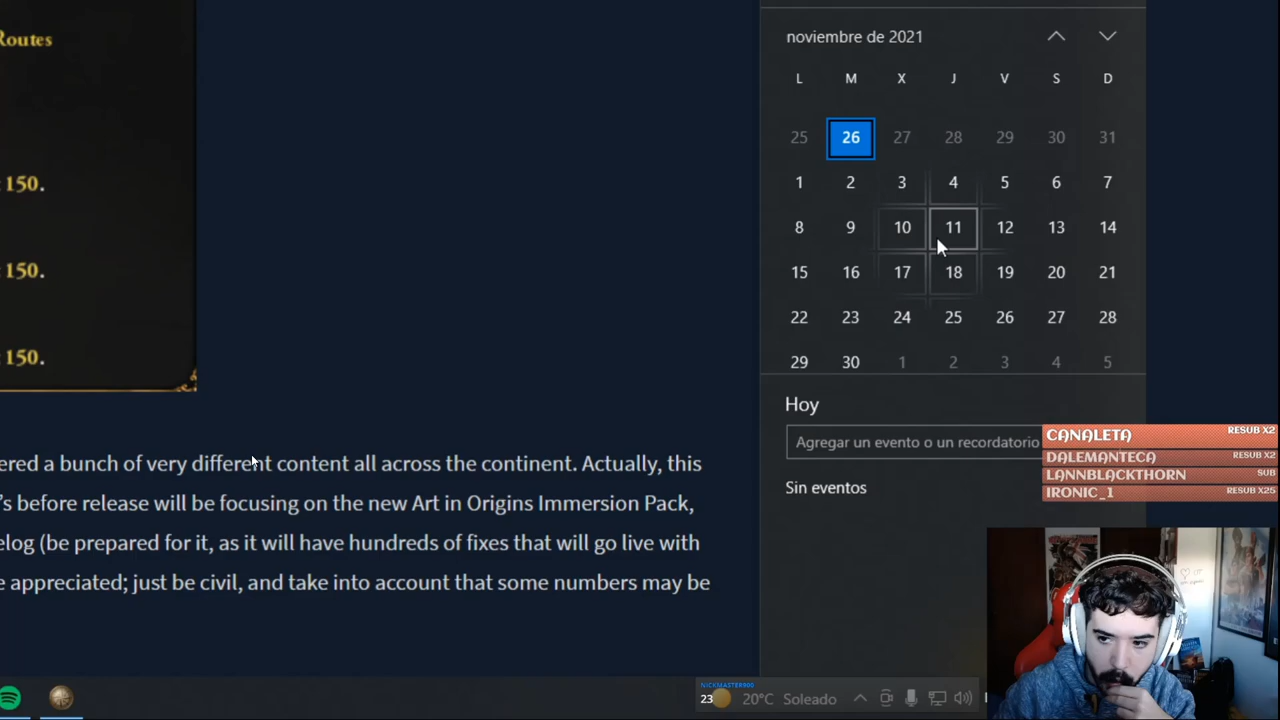 Routes
150.
150.
150.
ered a bunch of very different content all across the continent. Actually, this
's before release will be focusing on the new Art in Origins Immersion Pack,
elog (be prepared for it, as it will have hundreds of fixes that will go live with
e appreciated; just be civil, and take into account that some numbers may be
noviembre de 2021
L M X J V S D
25 26 27 28 29 30 31
1 2 3 4 5 6 7
8 9 10 11 12 13 14
15 16 17 18 19 20 21
22 23 24 25 26 27 28
29 30 1 2 3 4 5
Hoy
Agregar un evento o un recordatorio
Sin eventos
CANALETA RESUB X2
DALEMANTECA RESUB X2
LANNBLACKTHORN SUB
IRONIC_1 RESUB X25
NICKMASTER900
23 20°C Soleado